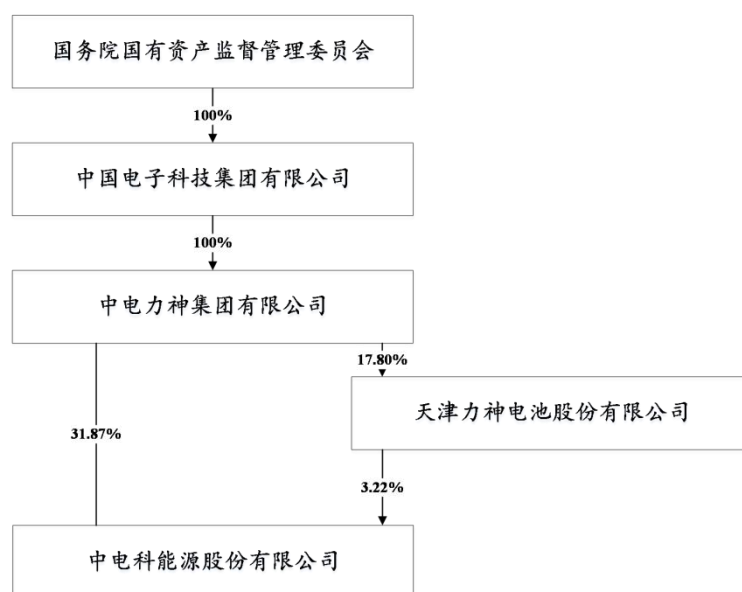 国务院国有资产监督管理委员会
100%
中国电子科技集团有限公司
100%
中电力神集团有限公司
17.80%
天津力神电池股份有限公司
31.87%
3.22%
中电科能源股份有限公司